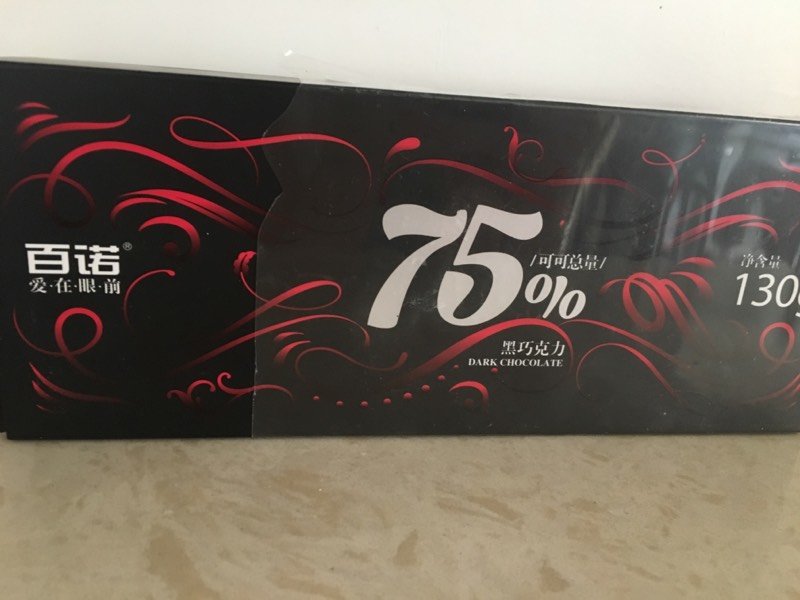 百诺®
爱·在·眼·前
75%
/可可总量/
黑巧克力
DARK CHOCOLATE
净含量
130g